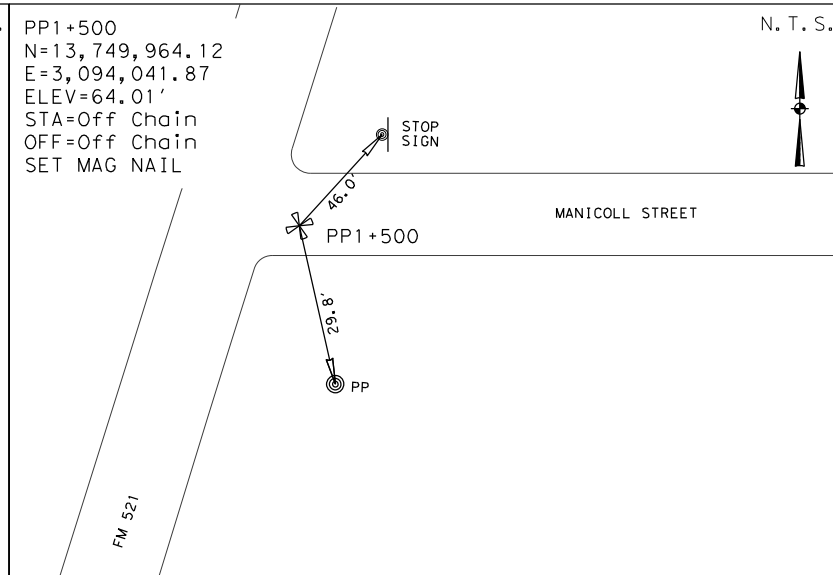 PP1+500
N=13,749,964.12
E=3,094,041.87
ELEV=64.01'
STA=Off Chain
OFF=Off Chain
SET MAG NAIL
N.T.S.
STOP
SIGN
46.0'
MANICOLL STREET
PP1+500
29.8'
PP
FM 521